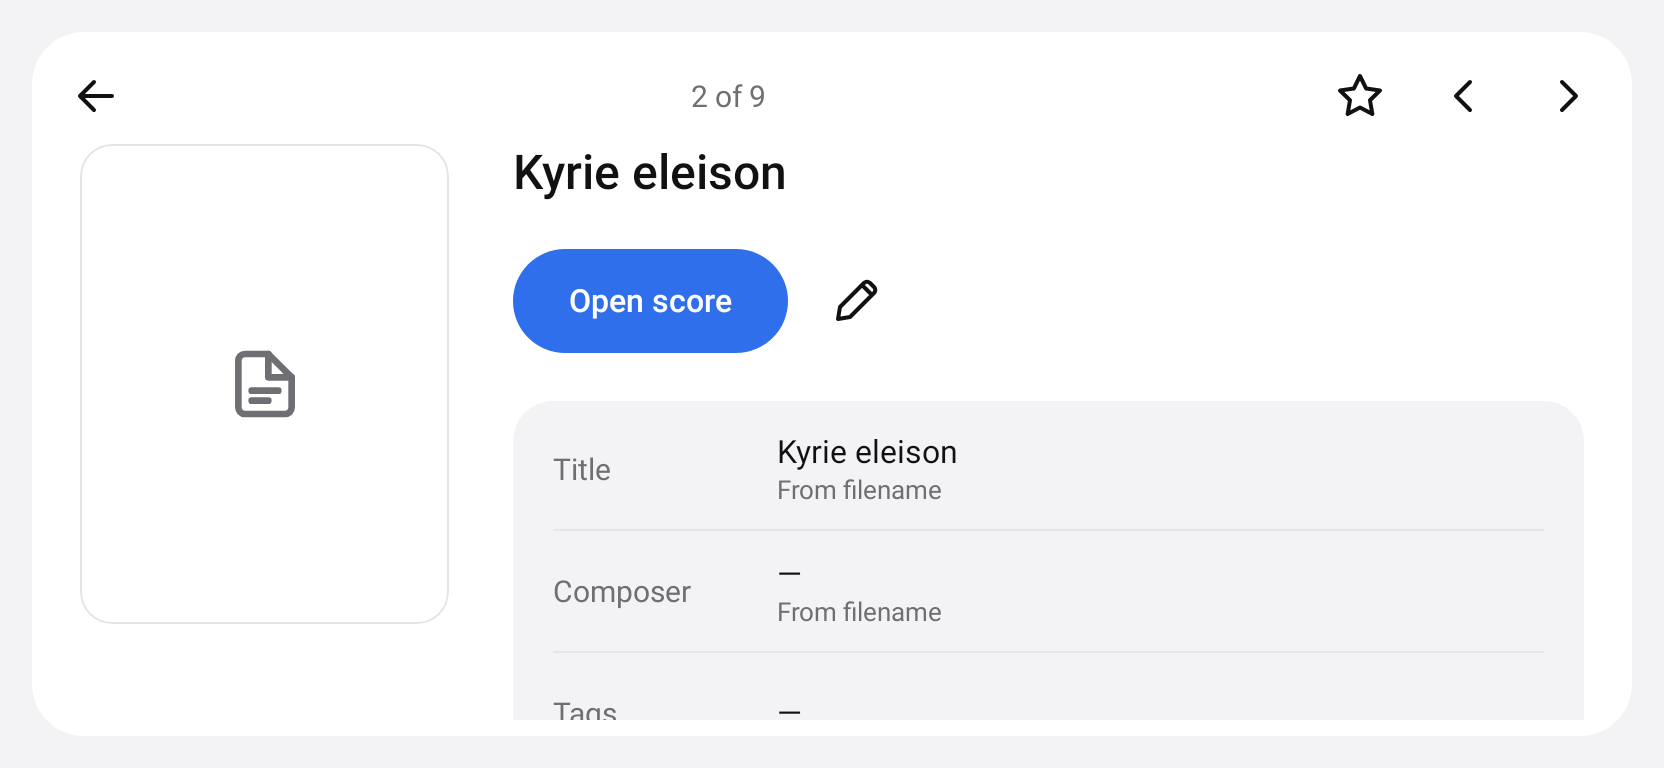 2 of 9
Kyrie eleison
Open score
Title
Kyrie eleison
From filename
Composer
—
From filename
Tags
—